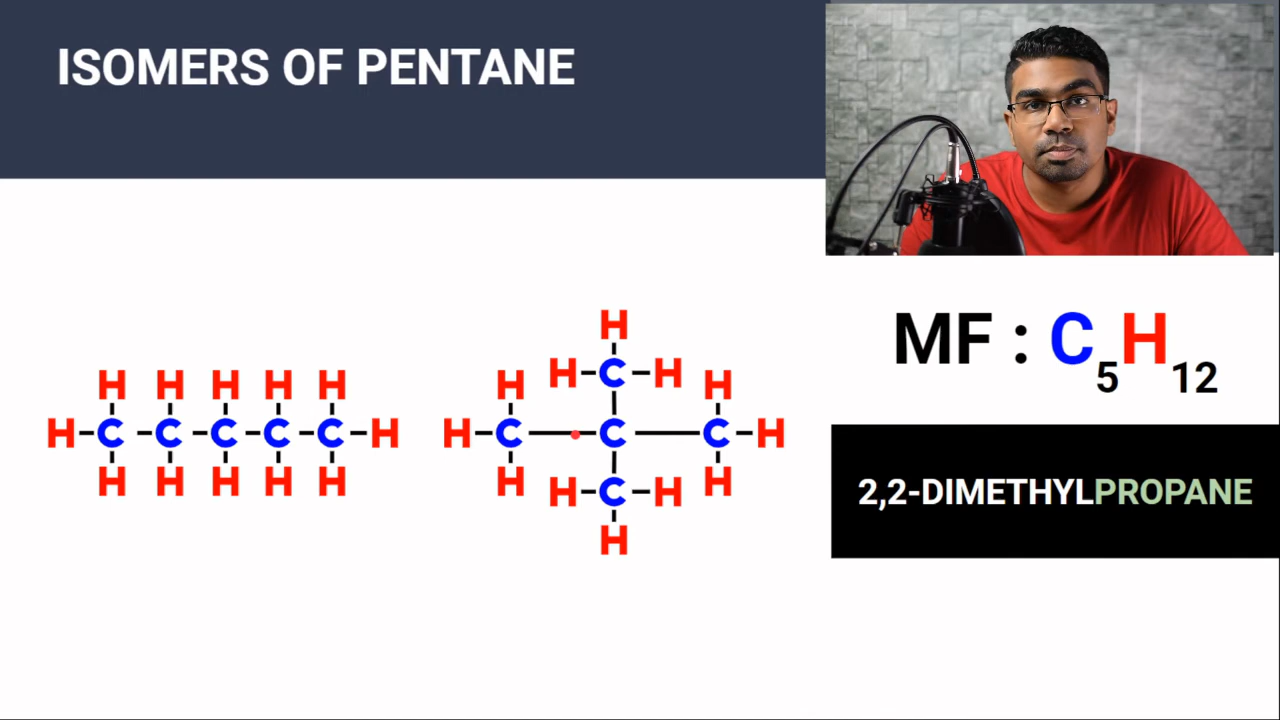 ISOMERS OF PENTANE
H
H H H H H
H-C-C-C-C-C-H
H H H H H
H
H-C-H
H H
H-C-C-C-H
H H
H-C-H
H
MF : C5H12
2,2-DIMETHYLPROPANE